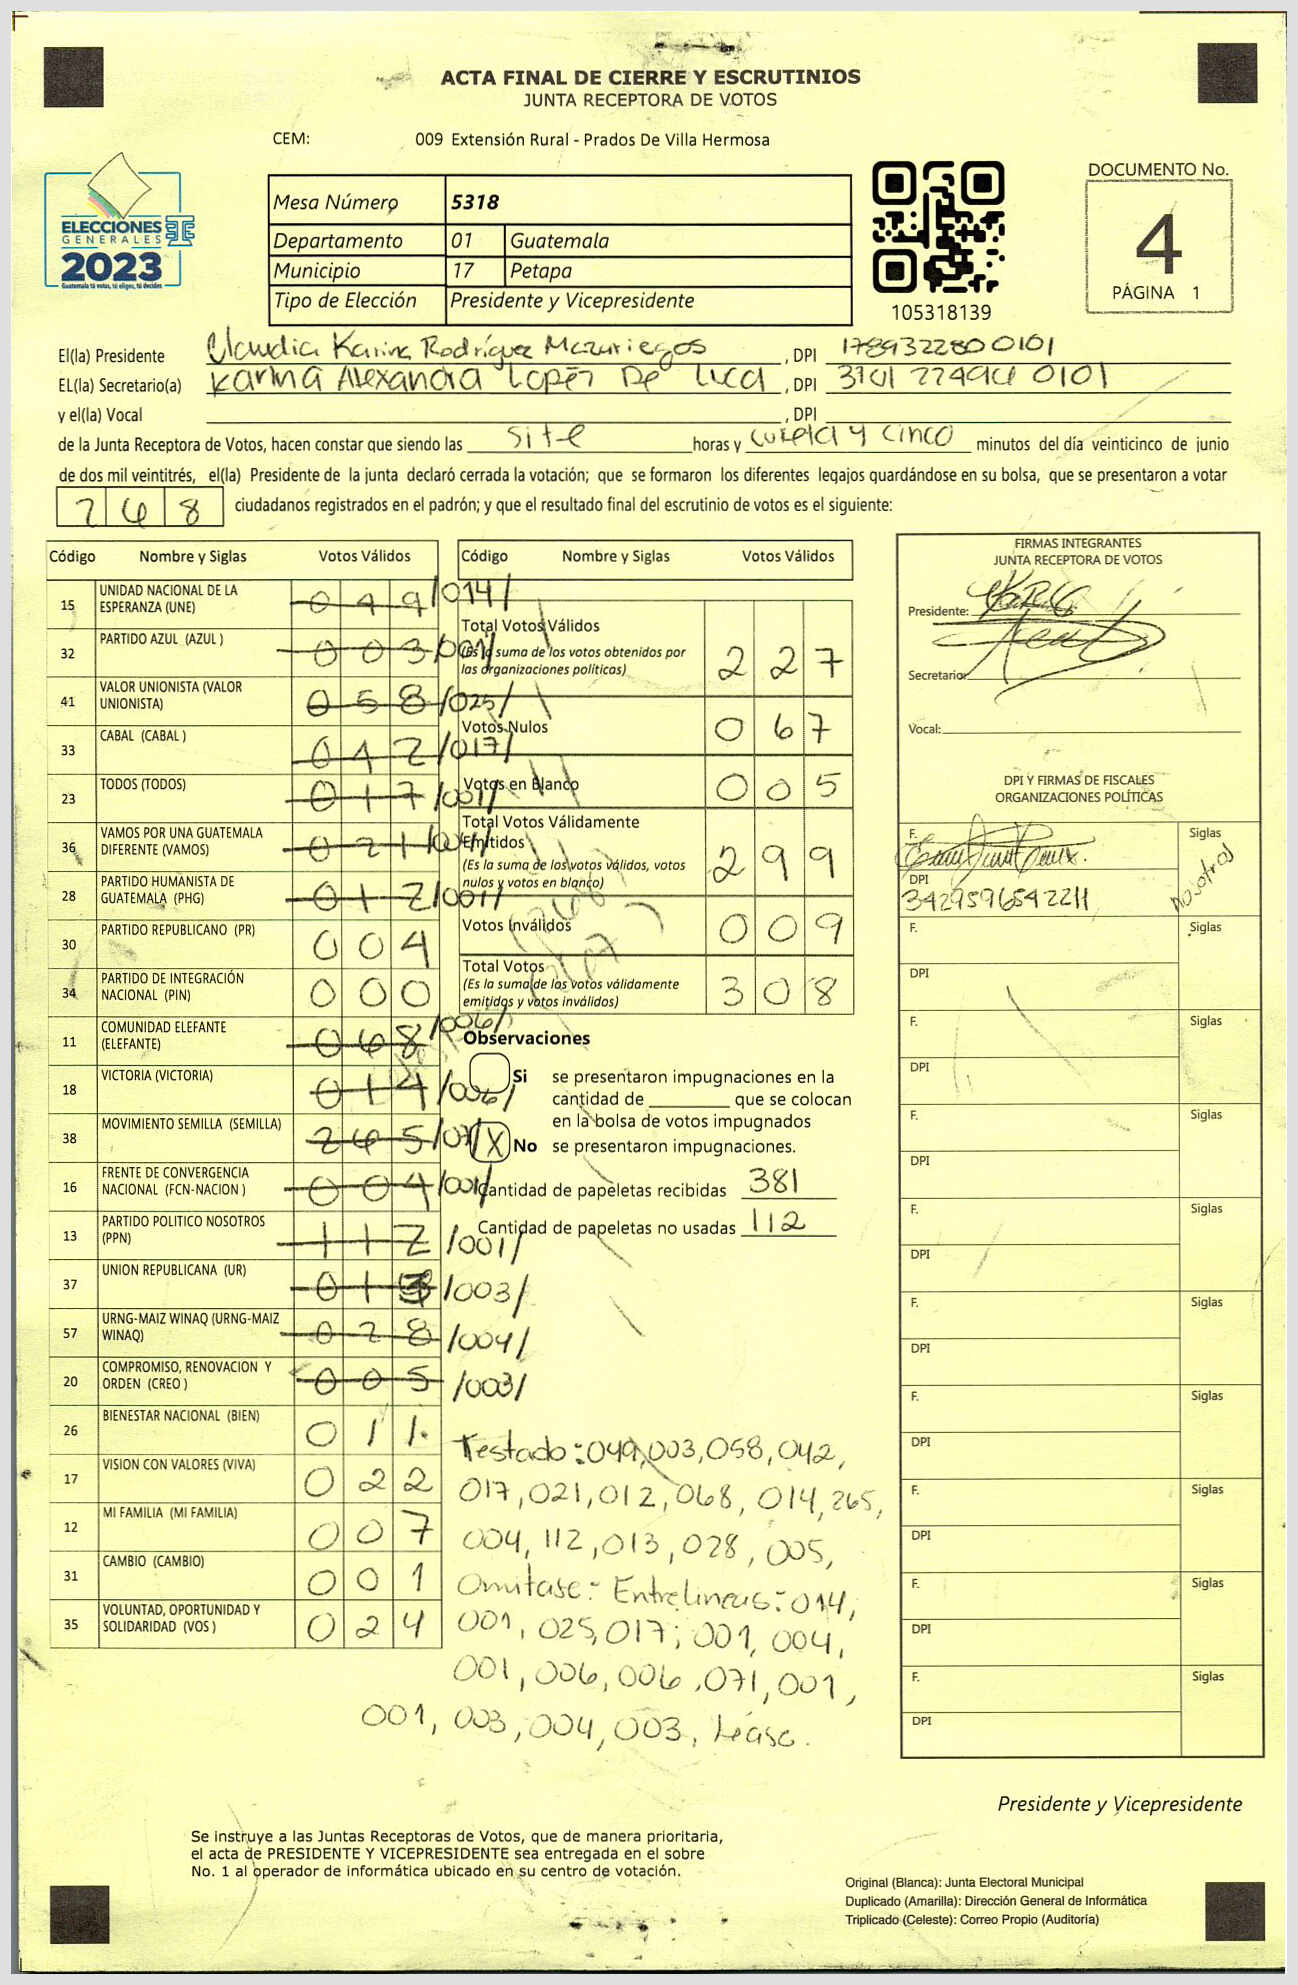 ACTA FINAL DE CIERRE Y ESCRUTINIOS
JUNTA RECEPTORA DE VOTOS
CEM: 009 Extensión Rural - Prados De Villa Hermosa
ELECCIONES
GENERALES
2023
Guatemala tú votas, tú eliges, tú decides
Mesa Número 5318
Departamento 01 Guatemala
Municipio 17 Petapa
Tipo de Elección Presidente y Vicepresidente
105318139
DOCUMENTO No.
4
PÁGINA 1
El(la) Presidente Claudia Karina Rodríguez Mazariegos, DPI 1789322800101
EL(la) Secretario(a) Karina Alexandra Lopéz De Luca, DPI
y el(la) Vocal , DPI
de la Junta Receptora de Votos, hacen constar que siendo las site horas y minutos del día veinticinco de junio
de dos mil veintitrés, el(la) Presidente de la junta declaró cerrada la votación; que se formaron los diferentes legajos guardándose en su bolsa, que se presentaron a votar
268 ciudadanos registrados en el padrón; y que el resultado final del escrutinio de votos es el siguiente:
Código Nombre y Siglas Votos Válidos
15 UNIDAD NACIONAL DE LA ESPERANZA (UNE) 049 /014/
32 PARTIDO AZUL (AZUL ) 003 /001/
41 VALOR UNIONISTA (VALOR UNIONISTA) 058 /025/
33 CABAL (CABAL ) 042 /017/
23 TODOS (TODOS) 017 /001/
36 VAMOS POR UNA GUATEMALA DIFERENTE (VAMOS) 021 /004/
28 PARTIDO HUMANISTA DE GUATEMALA (PHG) 012 /001/
30 PARTIDO REPUBLICANO (PR) 004
34 PARTIDO DE INTEGRACIÓN NACIONAL (PIN) 000
11 COMUNIDAD ELEFANTE (ELEFANTE) 068 /006/
18 VICTORIA (VICTORIA) 014 /006/
38 MOVIMIENTO SEMILLA (SEMILLA) 265 /071/
16 FRENTE DE CONVERGENCIA NACIONAL (FCN-NACION ) 004 /001/
13 PARTIDO POLITICO NOSOTROS (PPN) 112 /001/
37 UNION REPUBLICANA (UR) 013 /003/
57 URNG-MAIZ WINAQ (URNG-MAIZ WINAQ) 028 /004/
20 COMPROMISO, RENOVACION Y ORDEN (CREO ) 005 /003/
26 BIENESTAR NACIONAL (BIEN) 011
17 VISION CON VALORES (VIVA) 022
12 MI FAMILIA (MI FAMILIA) 007
31 CAMBIO (CAMBIO) 001
35 VOLUNTAD, OPORTUNIDAD Y SOLIDARIDAD (VOS ) 024
Código Nombre y Siglas Votos Válidos
Total Votos Válidos 227
(Es la suma de los votos obtenidos por
las organizaciones políticas)
Votos Nulos 067
Votos en Blanco 005
Total Votos Válidamente
Emitidos 299
(Es la suma de los votos válidos, votos
nulos y votos en blanco)
Votos Inválidos 009
Total Votos 308
(Es la suma de los votos válidamente
emitidos y votos inválidos)
Observaciones
Si se presentaron impugnaciones en la
cantidad de ________ que se colocan
en la bolsa de votos impugnados
X No se presentaron impugnaciones.
Cantidad de papeletas recibidas 381
Cantidad de papeletas no usadas 112
Testado: 049, 003, 058, 042,
017, 021, 012, 068, 014, 265,
004, 112, 013, 028, 005,
Omitase:- Entrelineas:- 014,
001, 025, 017; 001, 004,
001, 006, 006, 071, 001,
001, 003, 004, 003, Léase.
FIRMAS INTEGRANTES
JUNTA RECEPTORA DE VOTOS
Presidente:
Secretario:
Vocal:
DPI Y FIRMAS DE FISCALES
ORGANIZACIONES POLÍTICAS
F. Siglas
nosotros
DPI
3429596542211
F. Siglas
DPI
F. Siglas
DPI
F. Siglas
DPI
F. Siglas
DPI
F. Siglas
DPI
F. Siglas
DPI
F. Siglas
DPI
F. Siglas
DPI
F. Siglas
DPI
Presidente y Vicepresidente
Se instruye a las Juntas Receptoras de Votos, que de manera prioritaria,
el acta de PRESIDENTE Y VICEPRESIDENTE sea entregada en el sobre
No. 1 al operador de informática ubicado en su centro de votación.
Original (Blanca): Junta Electoral Municipal
Duplicado (Amarilla): Dirección General de Informática
Triplicado (Celeste): Correo Propio (Auditoría)